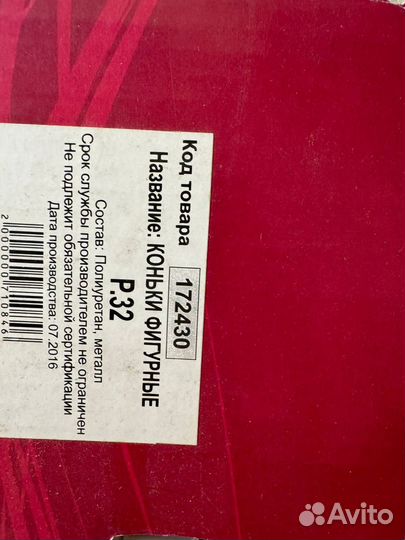 Код товара 172430
Название: КОНЬКИ ФИГУРНЫЕ
Р.32
Состав: Полиуретан, металл
Срок службы производителем не ограничен
Не подлежит обязательной сертификации
Дата производства: 07.2016
Avito